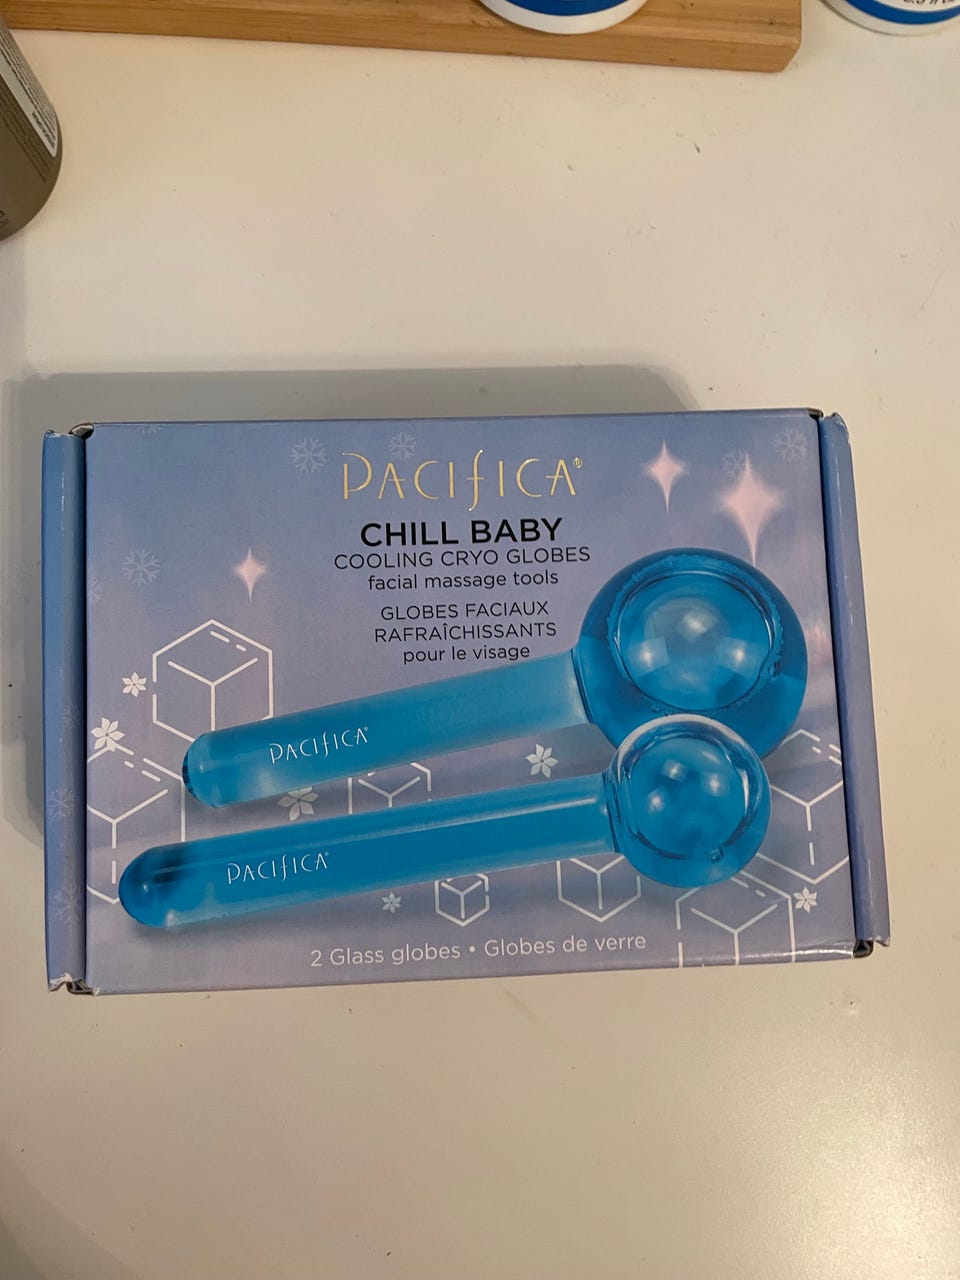 PACIFICA®
CHILL BABY
COOLING CRYO GLOBES
facial massage tools
GLOBES FACIAUX
RAFRAÎCHISSANTS
pour le visage
PACIFICA®
PACIFICA®
2 Glass globes • Globes de verre